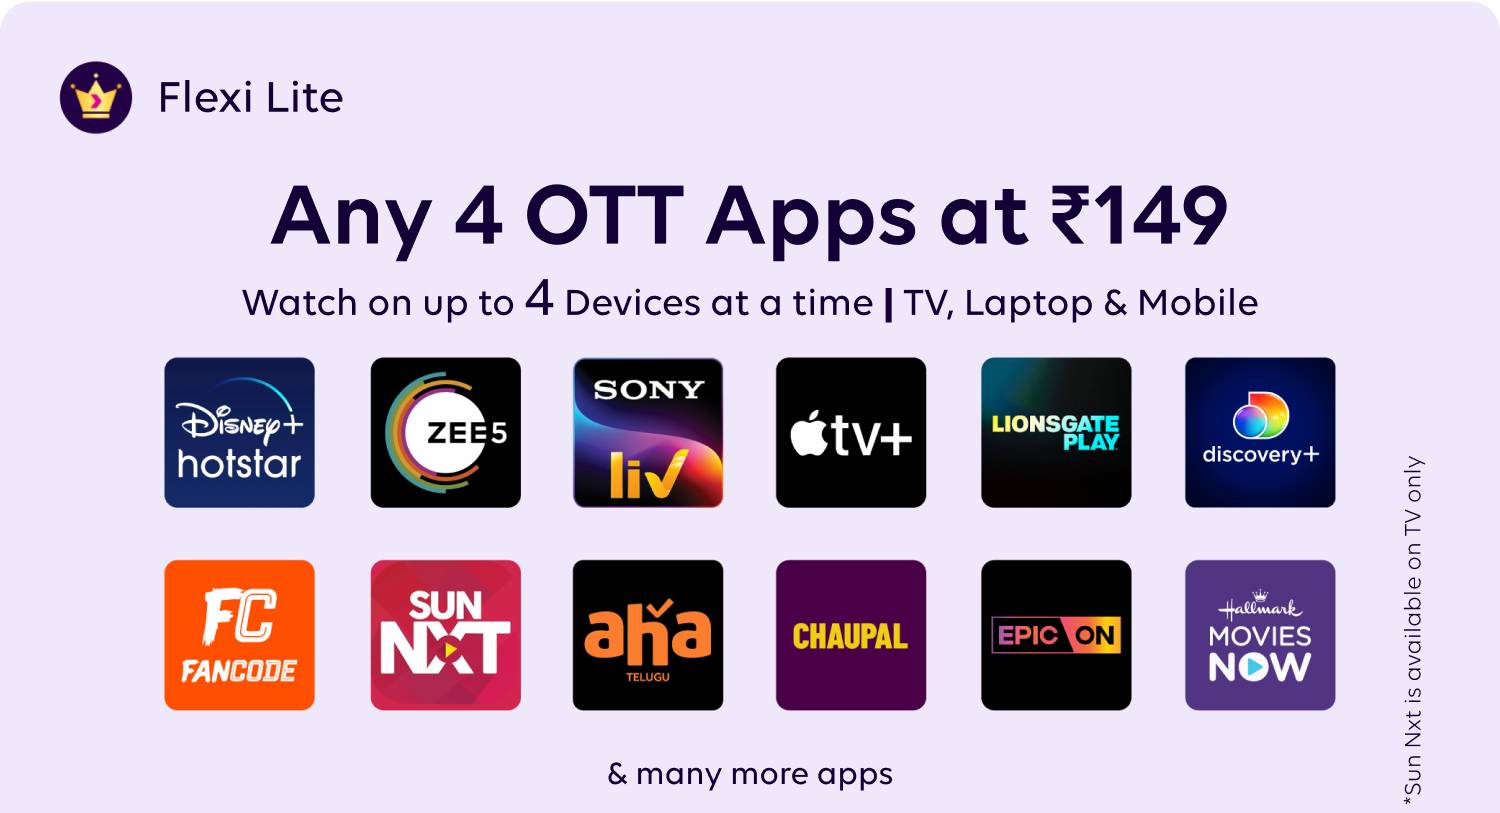 Flexi Lite
Any 4 OTT Apps at ₹149
Watch on up to 4 Devices at a time | TV, Laptop & Mobile
Disney+
hotstar
ZEE5
SONY
liv
tv+
LIONSGATE
PLAY
discovery+
FC
FANCODE
SUN
NXT
aha
TELUGU
CHAUPAL
EPIC ON
Hallmark
MOVIES
NOW
& many more apps
*Sun Nxt is available on TV only